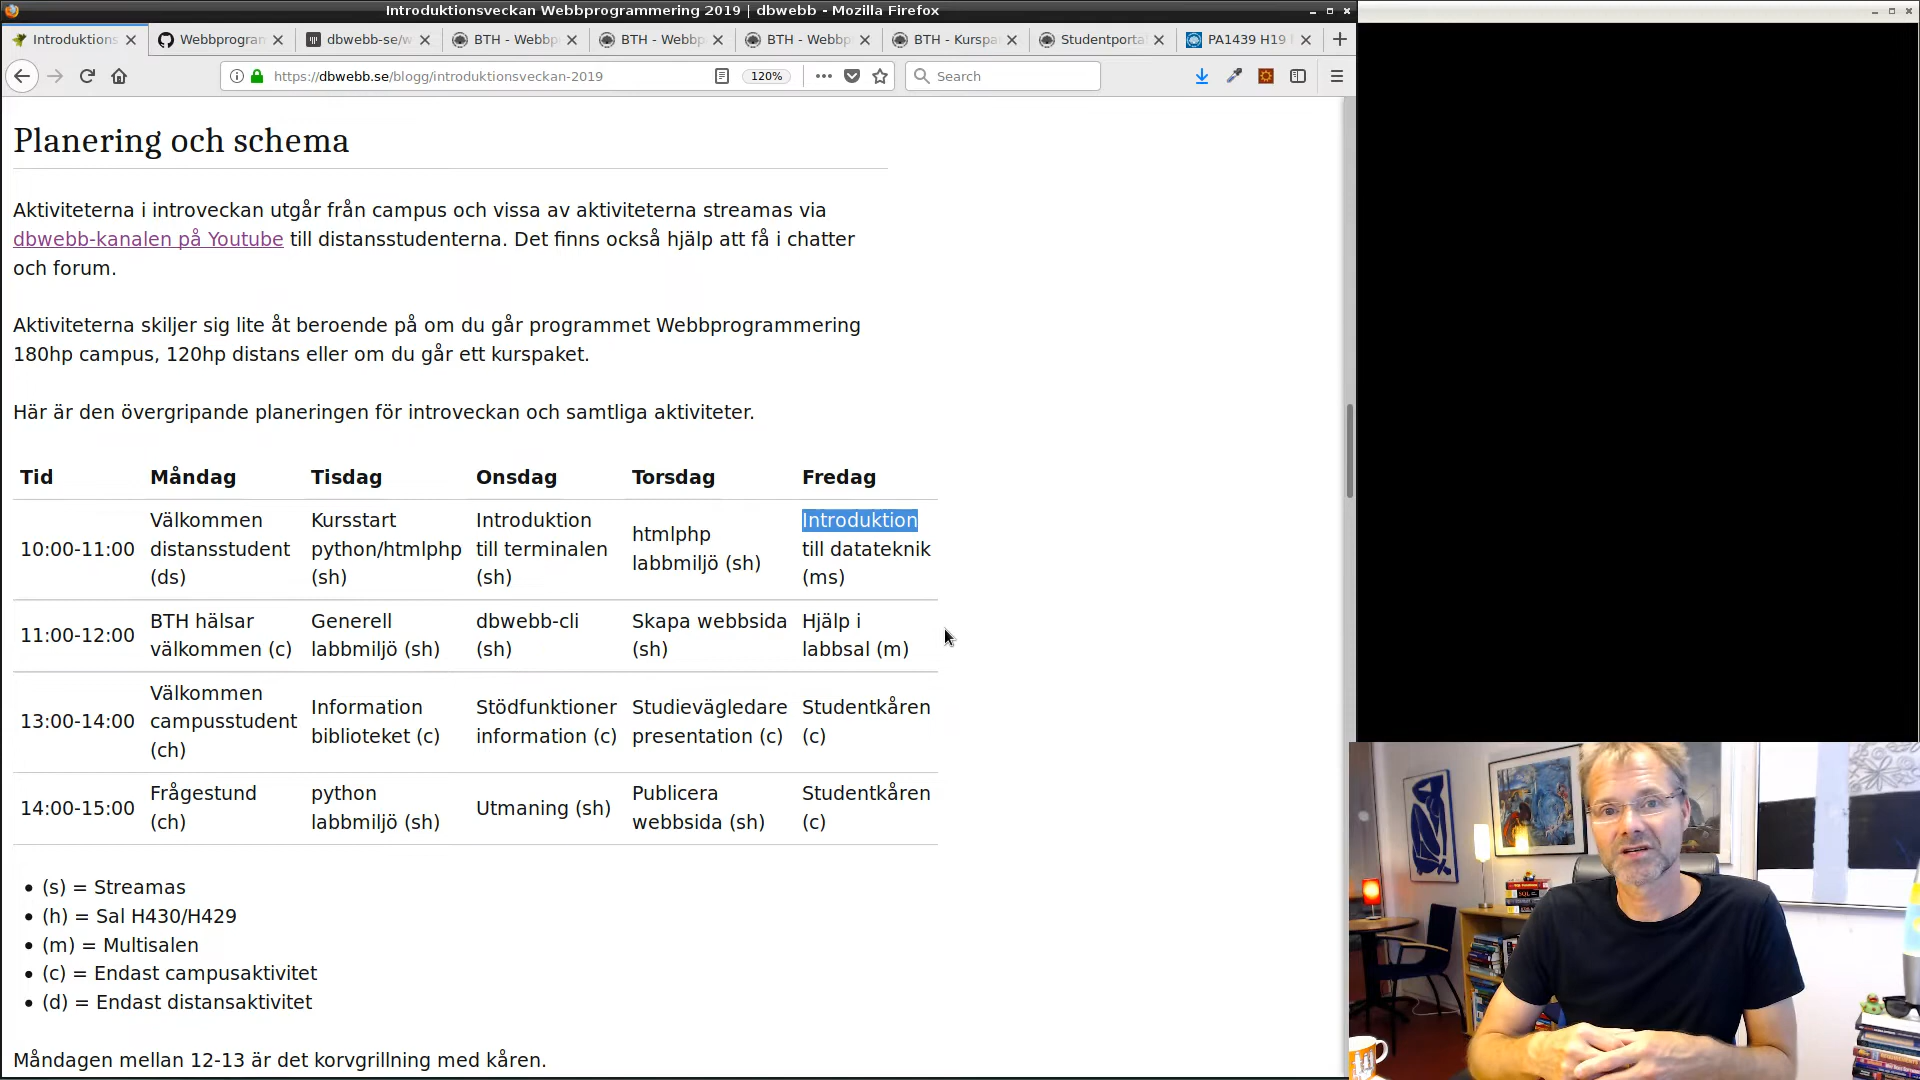 Introduktionsveckan Webbprogrammering 2019 | dbwebb - Mozilla Firefox
Introduktions
Webbprogran
dbwebb-se/w
BTH - Webbp
BTH - Webbp
BTH - Webbp
BTH - Kurspa
Studentporta
PA1439 H19
https://dbwebb.se/blogg/introduktionsveckan-2019
120%
Search
Planering och schema
Aktiviteterna i introveckan utgår från campus och vissa av aktiviteterna streamas via
dbwebb-kanalen på Youtube till distansstudenterna. Det finns också hjälp att få i chatter
och forum.
Aktiviteterna skiljer sig lite åt beroende på om du går programmet Webbprogrammering
180hp campus, 120hp distans eller om du går ett kurspaket.
Här är den övergripande planeringen för introveckan och samtliga aktiviteter.
Tid Måndag Tisdag Onsdag Torsdag Fredag
10:00-11:00
Välkommen
distansstudent
(ds)
Kursstart
python/htmlphp
(sh)
Introduktion
till terminalen
(sh)
htmlphp
labbmiljö (sh)
Introduktion
till datateknik
(ms)
11:00-12:00
BTH hälsar
välkommen (c)
Generell
labbmiljö (sh)
dbwebb-cli
(sh)
Skapa webbsida
(sh)
Hjälp i
labbsal (m)
13:00-14:00
Välkommen
campusstudent
(ch)
Information
biblioteket (c)
Stödfunktioner
information (c)
Studievägledare
presentation (c)
Studentkåren
(c)
14:00-15:00
Frågestund
(ch)
python
labbmiljö (sh)
Utmaning (sh)
Publicera
webbsida (sh)
Studentkåren
(c)
• (s) = Streamas
• (h) = Sal H430/H429
• (m) = Multisalen
• (c) = Endast campusaktivitet
• (d) = Endast distansaktivitet
Måndagen mellan 12-13 är det korvgrillning med kåren.
SQL